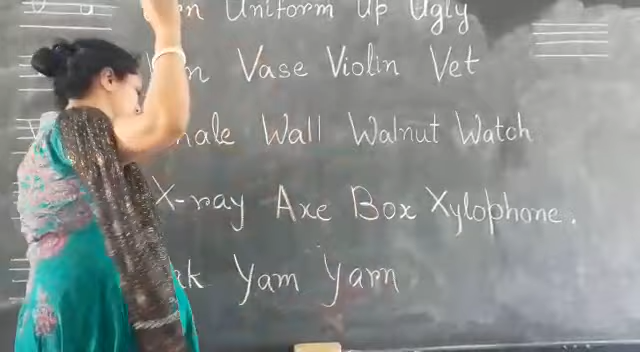 Uniform Up Ugly
Vase Violin Vet
Wall Walnut Watch
X-ray Axe Box Xylophone.
Yam Yarn